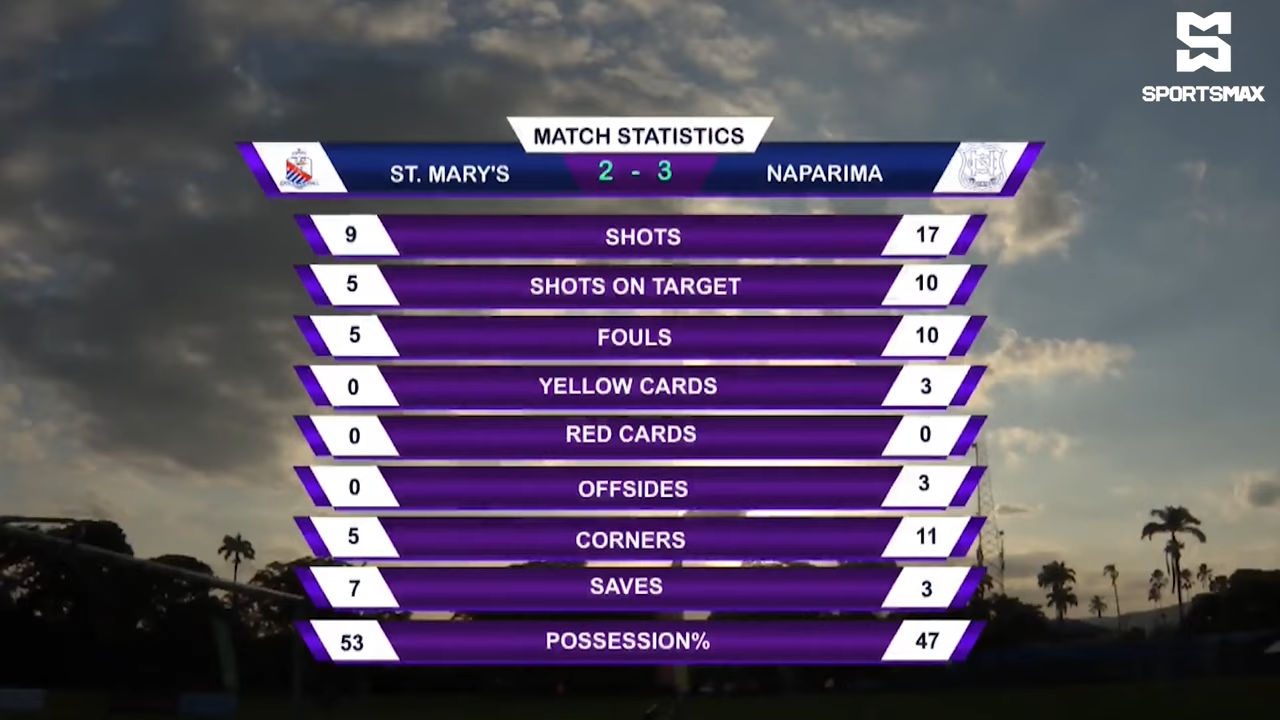 SPORTSMAX
MATCH STATISTICS
ST. MARY'S 2 - 3 NAPARIMA
9 SHOTS 17
5 SHOTS ON TARGET 10
5 FOULS 10
0 YELLOW CARDS 3
0 RED CARDS 0
0 OFFSIDES 3
5 CORNERS 11
7 SAVES 3
53 POSSESSION% 47